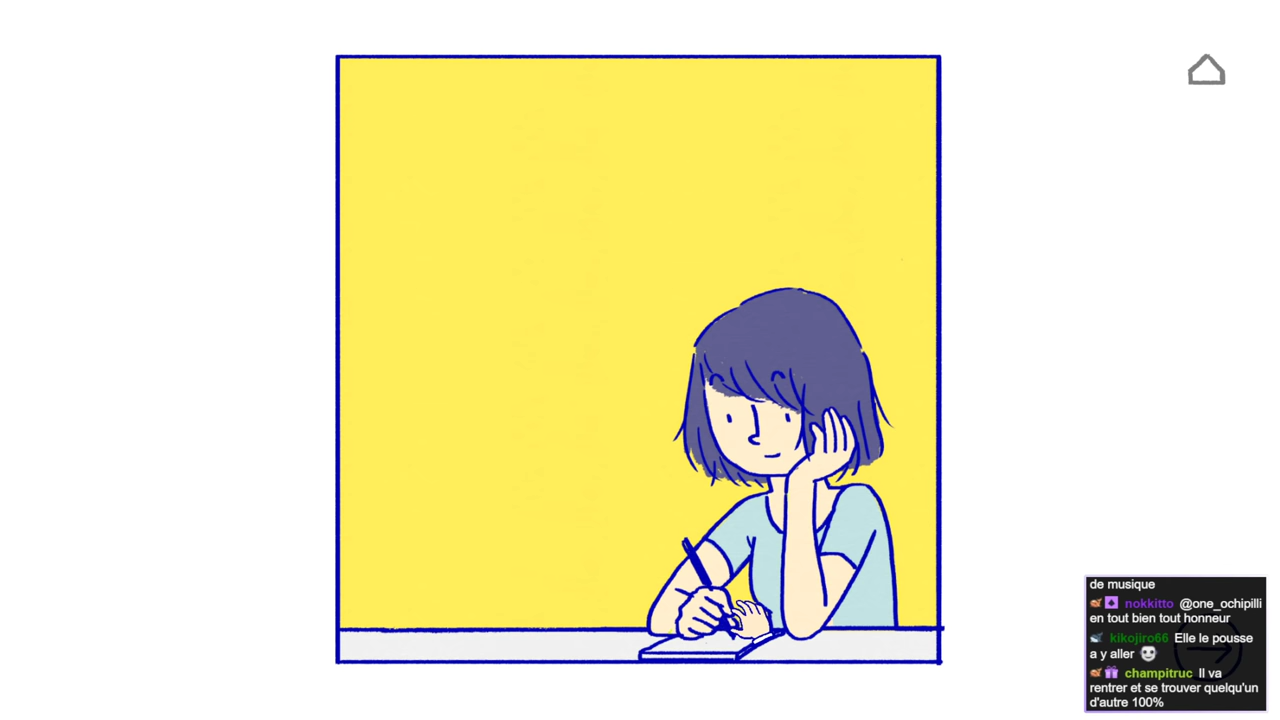 de musique
nokkitto @one_ochipilli
en tout bien tout honneur
kikojiro66 Elle le pousse
a y aller
champitruc Il va
rentrer et se trouver quelqu'un
d'autre 100%